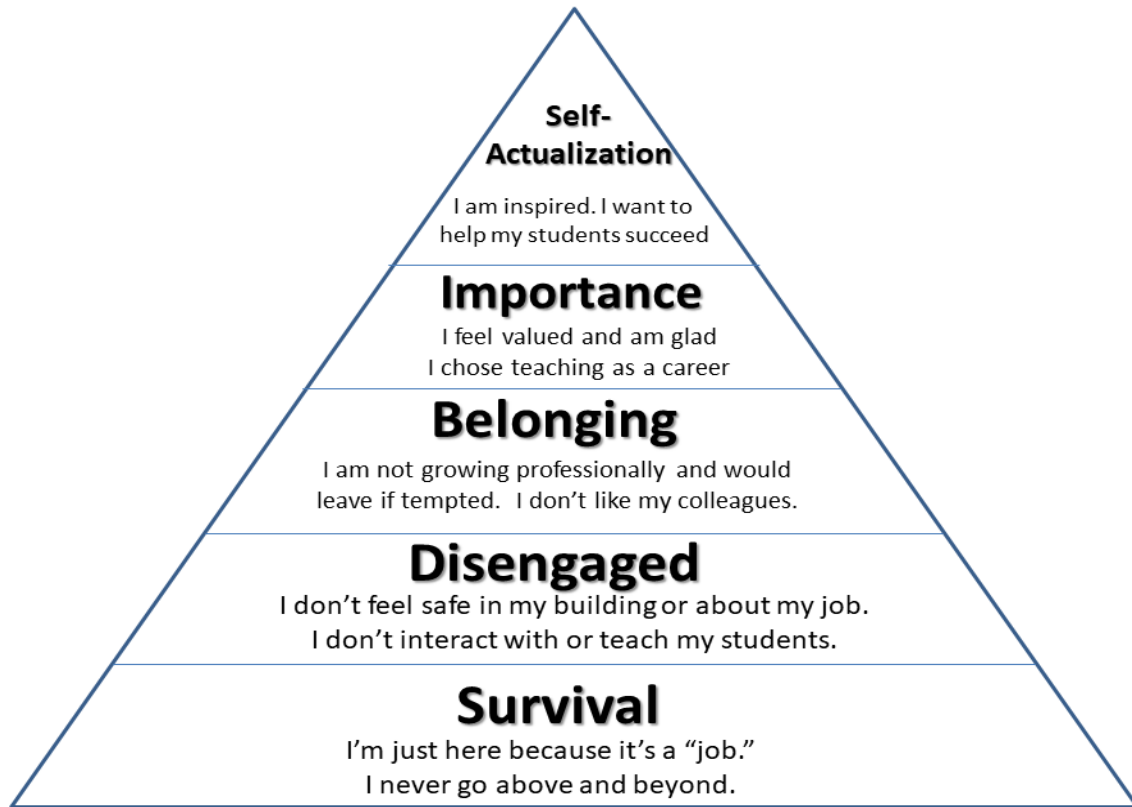 Self-
Actualization
I am inspired. I want to
help my students succeed
Importance
I feel valued and am glad
I chose teaching as a career
Belonging
I am not growing professionally and would
leave if tempted. I don’t like my colleagues.
Disengaged
I don’t feel safe in my building or about my job.
I don’t interact with or teach my students.
Survival
I’m just here because it’s a “job.”
I never go above and beyond.